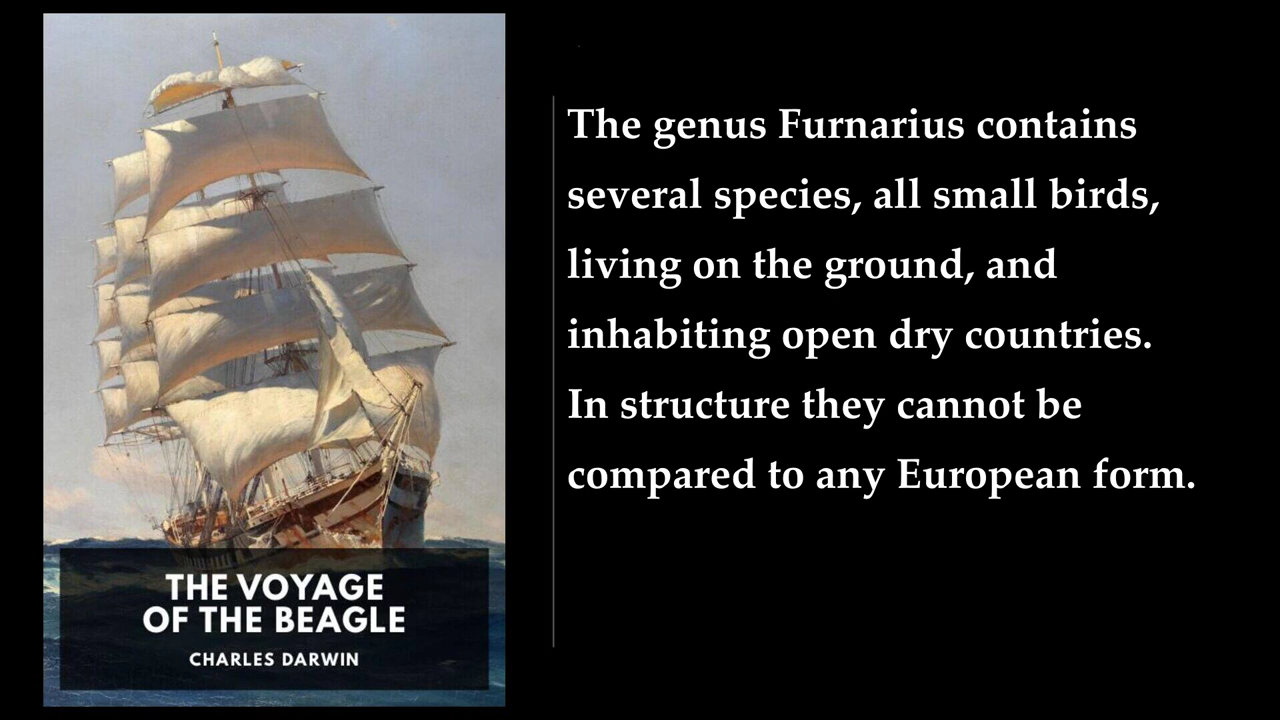 THE VOYAGE
OF THE BEAGLE
CHARLES DARWIN
The genus Furnarius contains
several species, all small birds,
living on the ground, and
inhabiting open dry countries.
In structure they cannot be
compared to any European form.